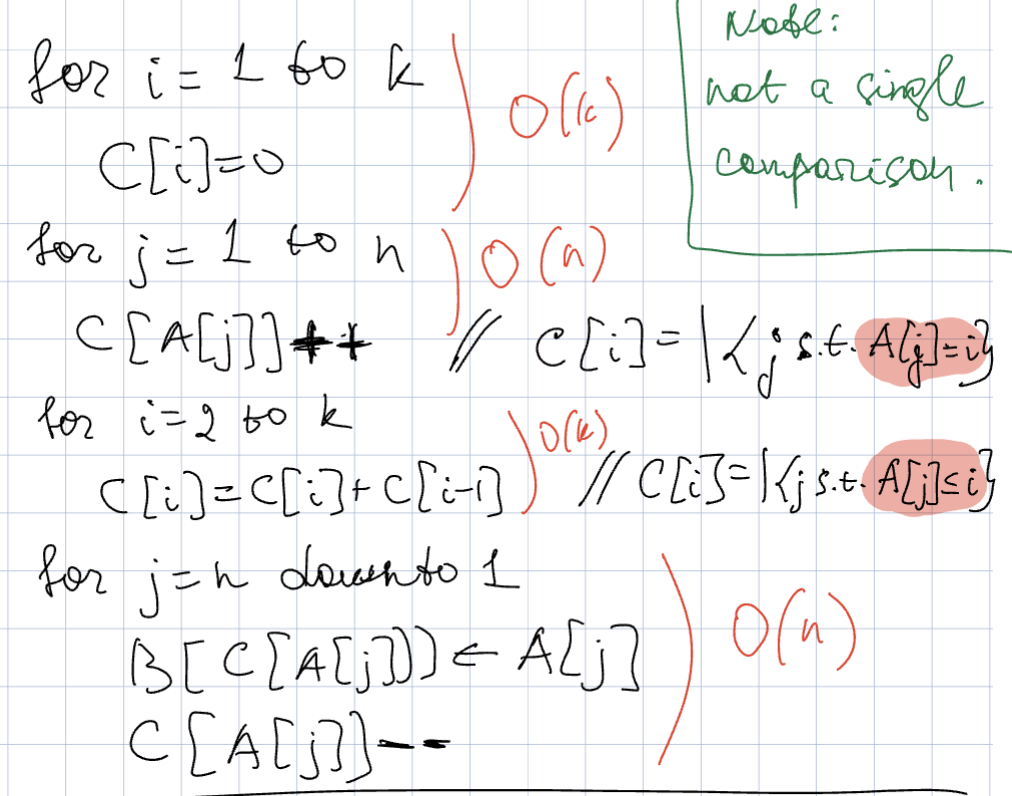 for i = 1 to k
C[i]=0
O(k)
Note:
not a single
comparison.
for j = 1 to n
C[A[j]]++
O(n)
// C[i]=|{j s.t. A[j]=i}
for i=2 to k
C[i]=C[i]+C[i-1]
O(k)
// C[i]=|{j s.t. A[j]≤i}
for j=n downto 1
B[C[A[j]))← A[j]
C[A[j]]--
O(n)